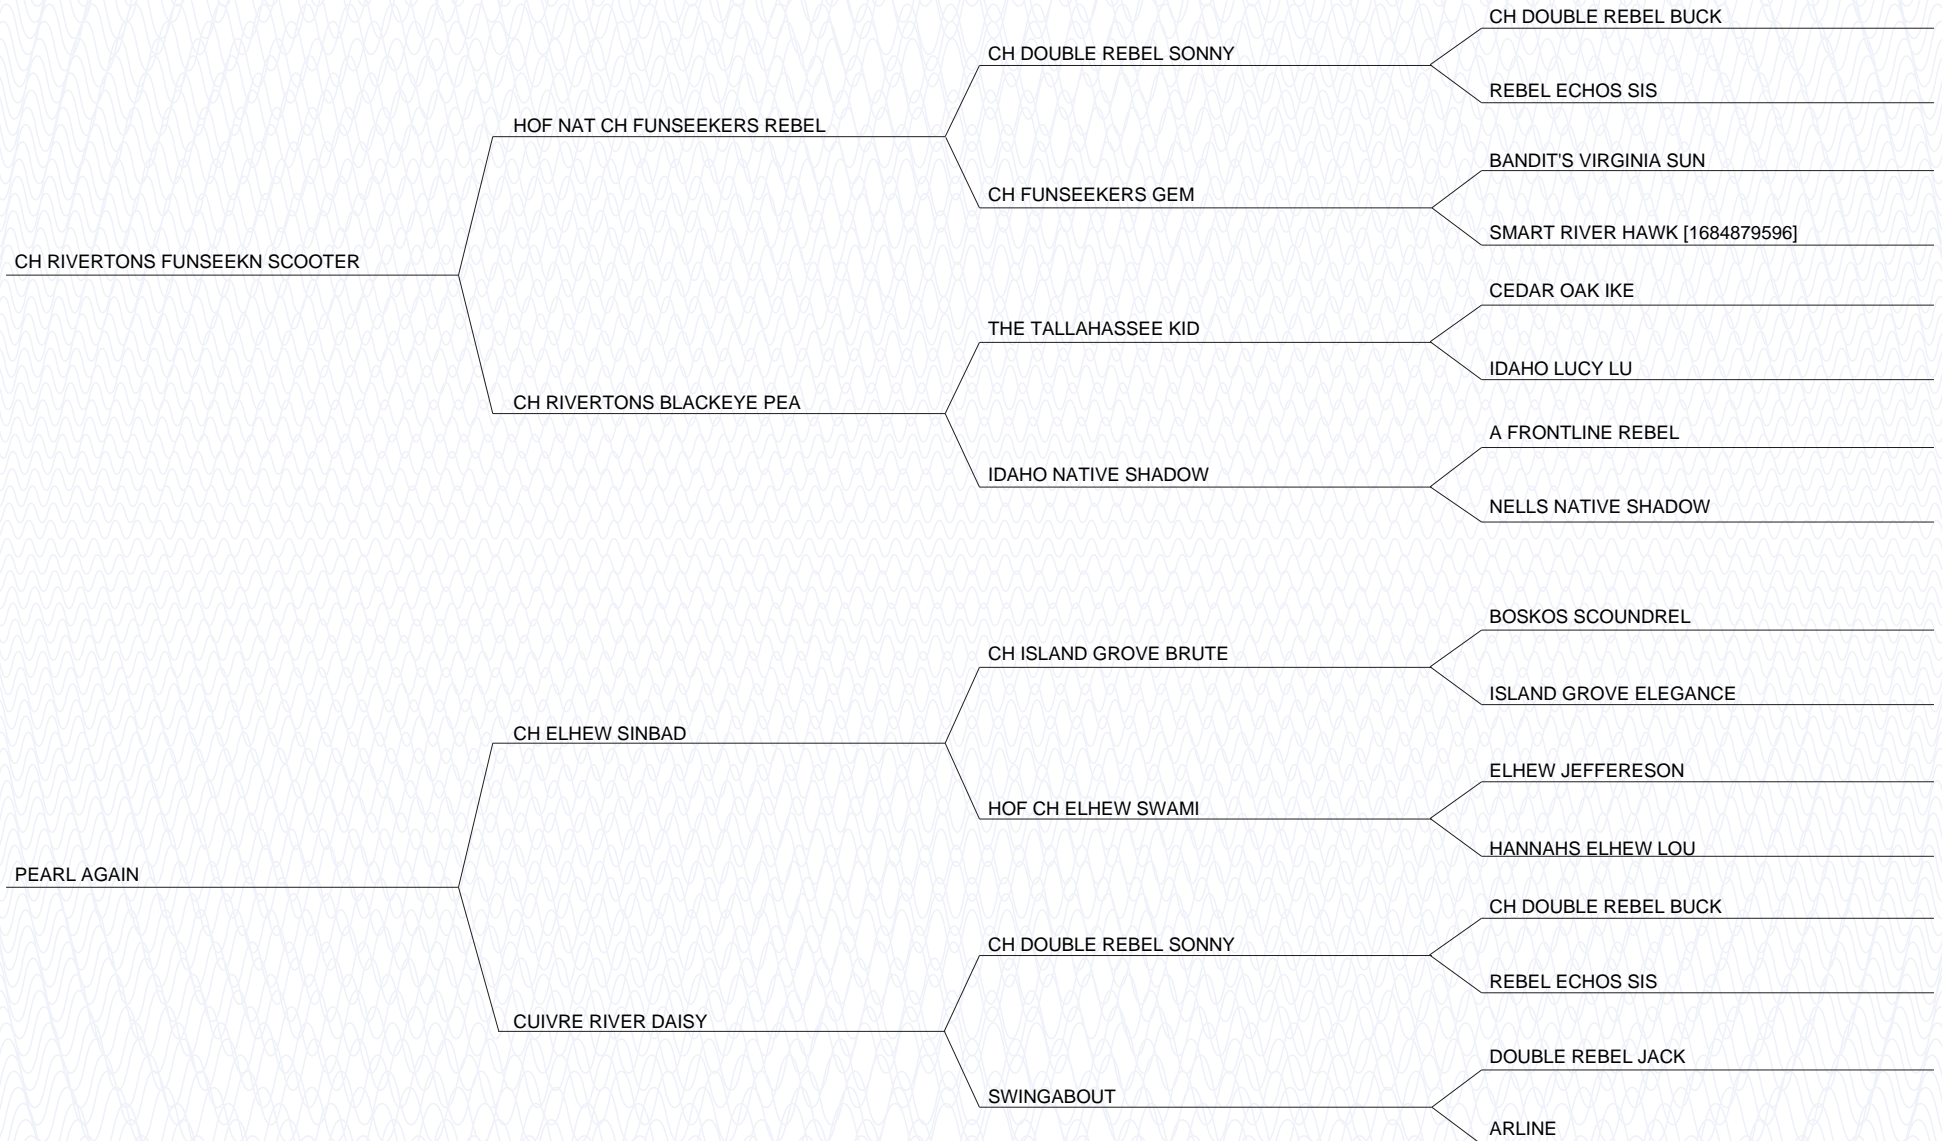 CH DOUBLE REBEL BUCK
CH DOUBLE REBEL SONNY
REBEL ECHOS SIS
HOF NAT CH FUNSEEKERS REBEL
BANDIT'S VIRGINIA SUN
CH FUNSEEKERS GEM
SMART RIVER HAWK [1684879596]
CH RIVERTONS FUNSEEKN SCOOTER
CEDAR OAK IKE
THE TALLAHASSEE KID
IDAHO LUCY LU
CH RIVERTONS BLACKEYE PEA
A FRONTLINE REBEL
IDAHO NATIVE SHADOW
NELLS NATIVE SHADOW
BOSKOS SCOUNDREL
CH ISLAND GROVE BRUTE
ISLAND GROVE ELEGANCE
CH ELHEW SINBAD
ELHEW JEFFERESON
HOF CH ELHEW SWAMI
HANNAHS ELHEW LOU
PEARL AGAIN
CH DOUBLE REBEL BUCK
CH DOUBLE REBEL SONNY
REBEL ECHOS SIS
CUIVRE RIVER DAISY
DOUBLE REBEL JACK
SWINGABOUT
ARLINE